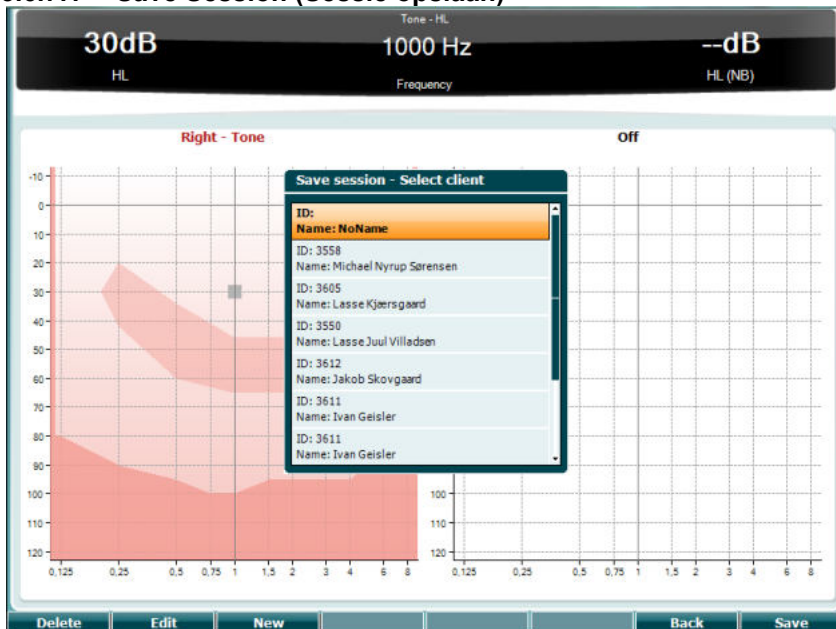 Save Session (Sessie opslaan)
Tone - HL
30dB
1000 Hz
--dB
HL
Frequency
HL (NB)
Right - Tone
Off
Save session - Select client
ID:
Name: NoName
ID: 3558
Name: Michael Nyrup Sørensen
ID: 3605
Name: Lasse Kjærsgaard
ID: 3550
Name: Lasse Juul Villadsen
ID: 3612
Name: Jakob Skovgaard
ID: 3611
Name: Ivan Geisler
ID: 3611
Name: Ivan Geisler
-10
0
10
20
30
40
50
60
70
80
90
100
110
120
100
110
120
0,125 0,25 0,5 0,75 1 1,5 2 3 4 6 8
0,125 0,25 0,5 0,75 1 1,5 2 3 4 6 8
Delete Edit New Back Save